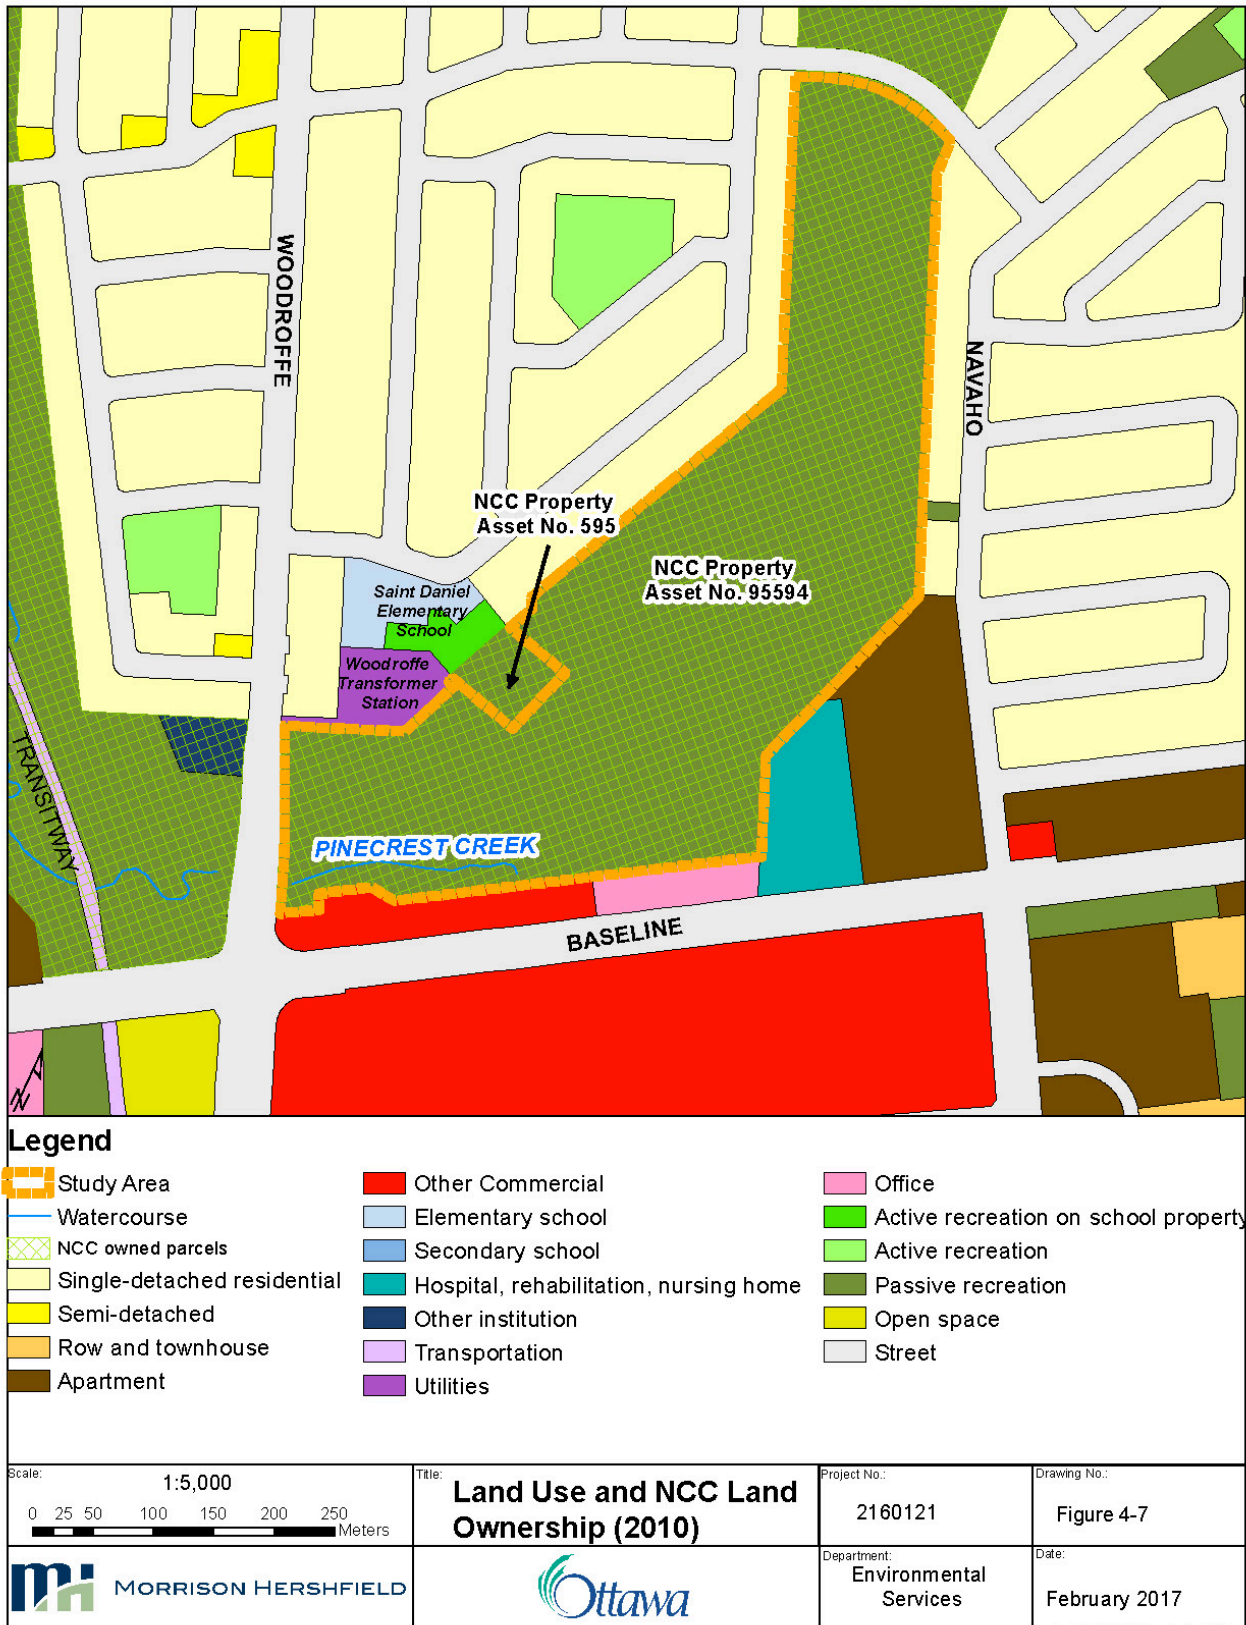 WOODROFFE
NAVAHO
NCC Property
Asset No. 595
NCC Property
Asset No. 95594
Saint Daniel
Elementary
School
Woodroffe
Transformer
Station
TRANSITWAY
PINECREST CREEK
BASELINE
N
Legend
Study Area
Watercourse
NCC owned parcels
Single-detached residential
Semi-detached
Row and townhouse
Apartment
Other Commercial
Elementary school
Secondary school
Hospital, rehabilitation, nursing home
Other institution
Transportation
Utilities
Office
Active recreation on school property
Active recreation
Passive recreation
Open space
Street
Scale:
1:5,000
0 25 50 100 150 200 250
Meters
Title:
Land Use and NCC Land
Ownership (2010)
Project No.:
2160121
Drawing No.:
Figure 4-7
MORRISON HERSHFIELD
Ottawa
Department:
Environmental
Services
Date:
February 2017